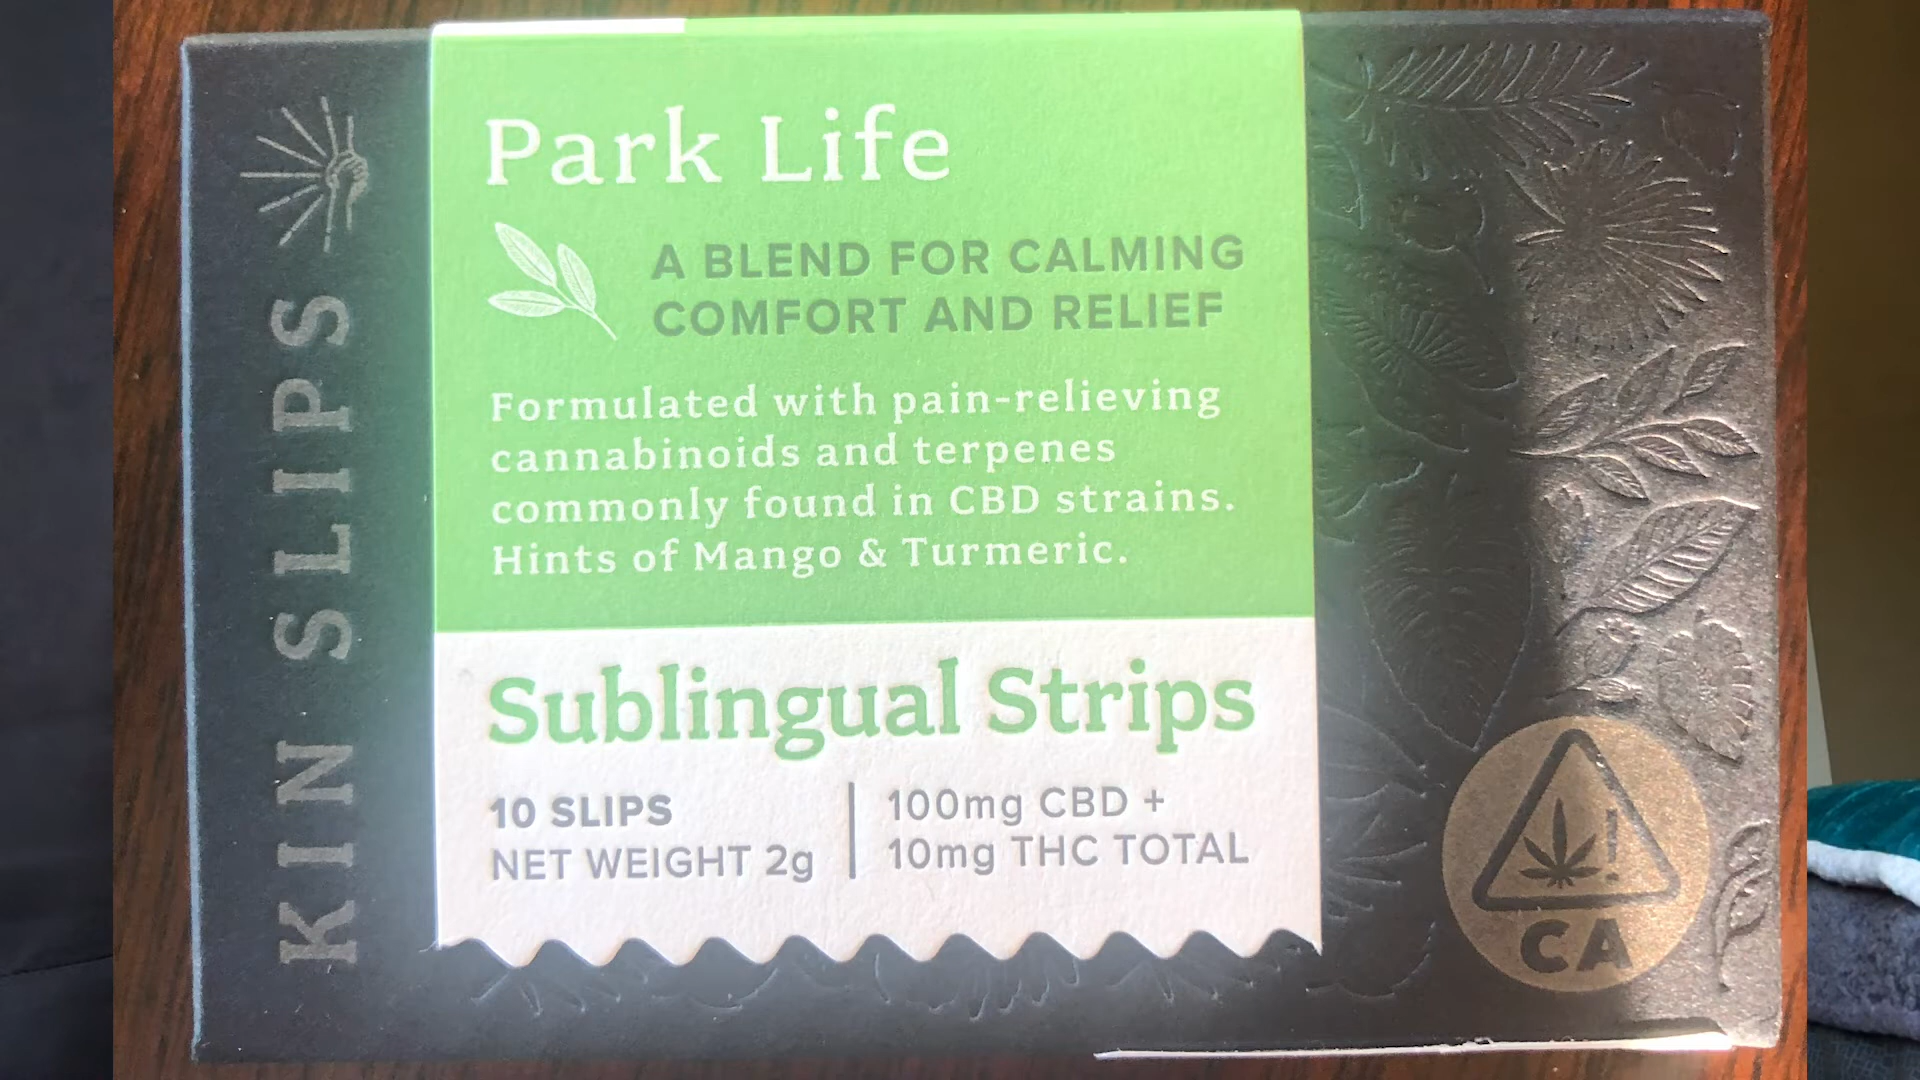 KIN SLIPS
Park Life
A BLEND FOR CALMING
COMFORT AND RELIEF
Formulated with pain-relieving
cannabinoids and terpenes
commonly found in CBD strains.
Hints of Mango & Turmeric.
Sublingual Strips
10 SLIPS
NET WEIGHT 2g
100mg CBD +
10mg THC TOTAL
!
CA